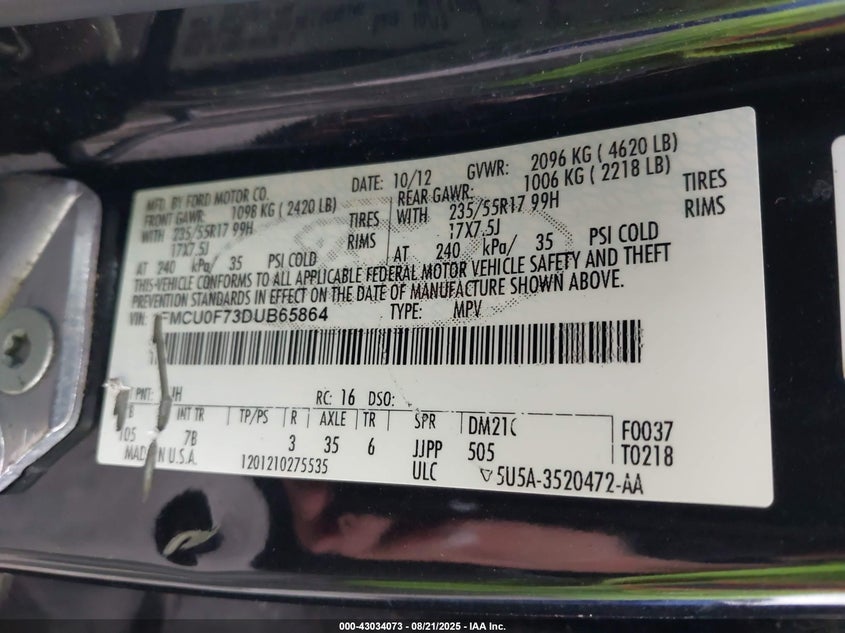 MFD. BY FORD MOTOR CO.
DATE: 10/12 GVWR: 2096 KG ( 4620 LB)
FRONT GAWR: 1098 KG ( 2420 LB) REAR GAWR: 1006 KG ( 2218 LB)
WITH 235/55R17 99H TIRES WITH 235/55R17 99H TIRES
17X7.5J RIMS 17X7.5J RIMS
AT 240 kPa/ 35 PSI COLD AT 240 kPa/ 35 PSI COLD
THIS VEHICLE CONFORMS TO ALL APPLICABLE FEDERAL MOTOR VEHICLE SAFETY AND THEFT
PREVENTION STANDARDS IN EFFECT ON THE DATE OF MANUFACTURE SHOWN ABOVE.
VIN: FMCU0F73DUB65864 TYPE: MPV
PNT: RC: 16 DSO:
INT TR TP/PS R AXLE TR SPR DM21 F0037
105 7B 3 35 6 JJPP 505 T0218
MADE IN U.S.A. 1201210275535 ULC 5U5A-3520472-AA
000-43034073 - 08/21/2025 - IAA Inc.